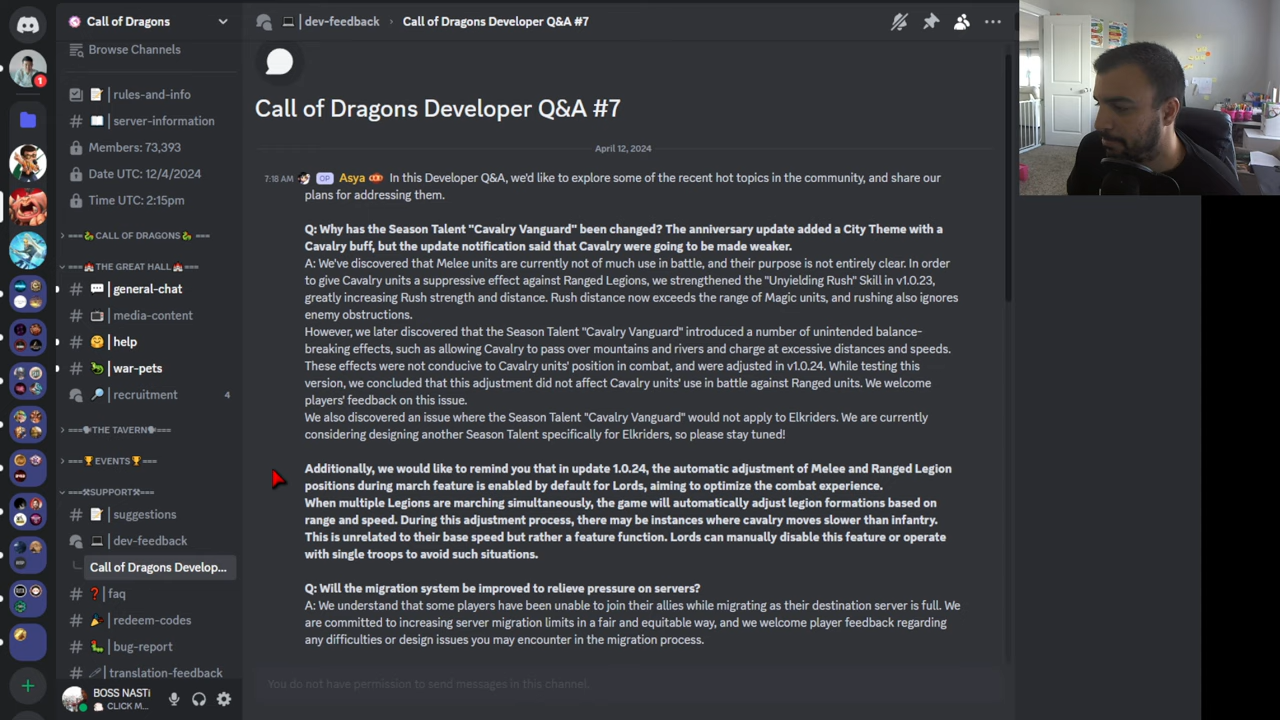 Call of Dragons
Browse Channels
rules-and-info
server-information
Members: 73,393
Date UTC: 12/4/2024
Time UTC: 2:15pm
===🐉CALL OF DRAGONS🐉 ===
===🏰THE GREAT HALL🏰===
general-chat
media-content
help
war-pets
recruitment 4
===🗣THE TAVERN🗣===
===🏆EVENTS🏆===
===⚒SUPPORT⚒===
suggestions
dev-feedback
Call of Dragons Develop...
faq
redeem-codes
bug-report
translation-feedback
BOSS NASTi
CLICK M...
1
| dev-feedback › Call of Dragons Developer Q&A #7
Call of Dragons Developer Q&A #7
April 12, 2024
7:18 AM OP Asya In this Developer Q&A, we'd like to explore some of the recent hot topics in the community, and share our
plans for addressing them.
Q: Why has the Season Talent "Cavalry Vanguard" been changed? The anniversary update added a City Theme with a
Cavalry buff, but the update notification said that Cavalry were going to be made weaker.
A: We've discovered that Melee units are currently not of much use in battle, and their purpose is not entirely clear. In order
to give Cavalry units a suppressive effect against Ranged Legions, we strengthened the "Unyielding Rush" Skill in v1.0.23,
greatly increasing Rush strength and distance. Rush distance now exceeds the range of Magic units, and rushing also ignores
enemy obstructions.
However, we later discovered that the Season Talent "Cavalry Vanguard" introduced a number of unintended balance-
breaking effects, such as allowing Cavalry to pass over mountains and rivers and charge at excessive distances and speeds.
These effects were not conducive to Cavalry units' position in combat, and were adjusted in v1.0.24. While testing this
version, we concluded that this adjustment did not affect Cavalry units' use in battle against Ranged units. We welcome
players' feedback on this issue.
We also discovered an issue where the Season Talent "Cavalry Vanguard" would not apply to Elkriders. We are currently
considering designing another Season Talent specifically for Elkriders, so please stay tuned!
Additionally, we would like to remind you that in update 1.0.24, the automatic adjustment of Melee and Ranged Legion
positions during march feature is enabled by default for Lords, aiming to optimize the combat experience.
When multiple Legions are marching simultaneously, the game will automatically adjust legion formations based on
range and speed. During this adjustment process, there may be instances where cavalry moves slower than infantry.
This is unrelated to their base speed but rather a feature function. Lords can manually disable this feature or operate
with single troops to avoid such situations.
Q: Will the migration system be improved to relieve pressure on servers?
A: We understand that some players have been unable to join their allies while migrating as their destination server is full. We
are committed to increasing server migration limits in a fair and equitable way, and we welcome player feedback regarding
any difficulties or design issues you may encounter in the migration process.
You do not have permission to send messages in this channel.